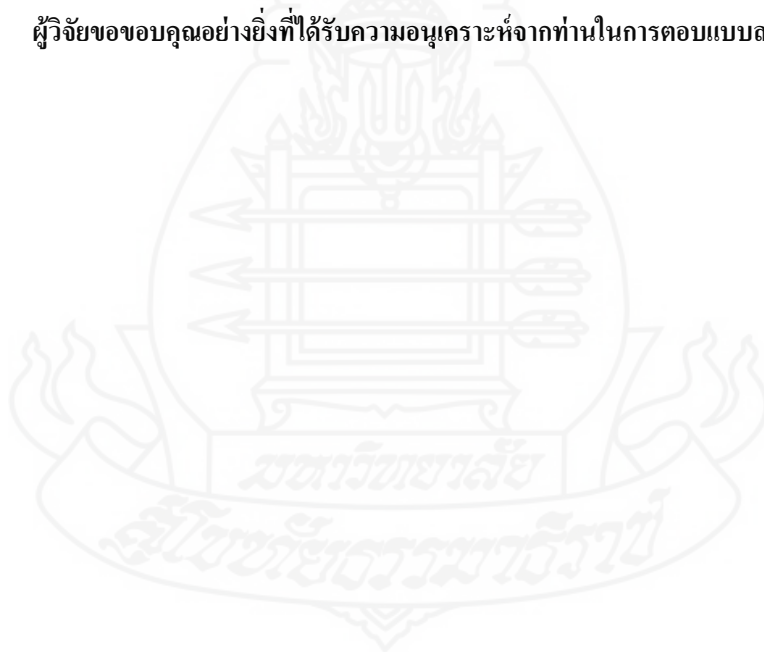 ผู้วิจัยขอขอบคุณอย่างยิ่งที่ได้รับความอนุเคราะห์จากท่านในการตอบ
มหาวิทยาลัย
สุโขทัยธรรมาธิราช